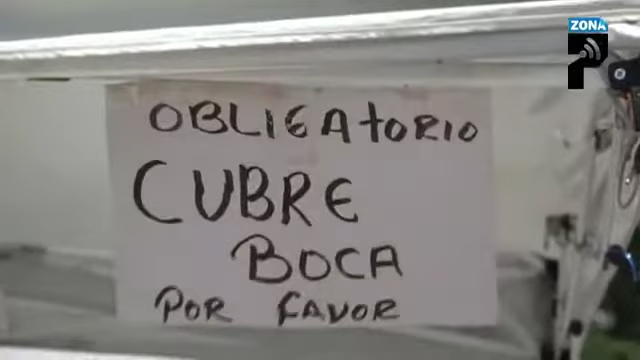 ZONA
P
OBLIGATORIO
CUBRE
BOCA
POR FAVOR